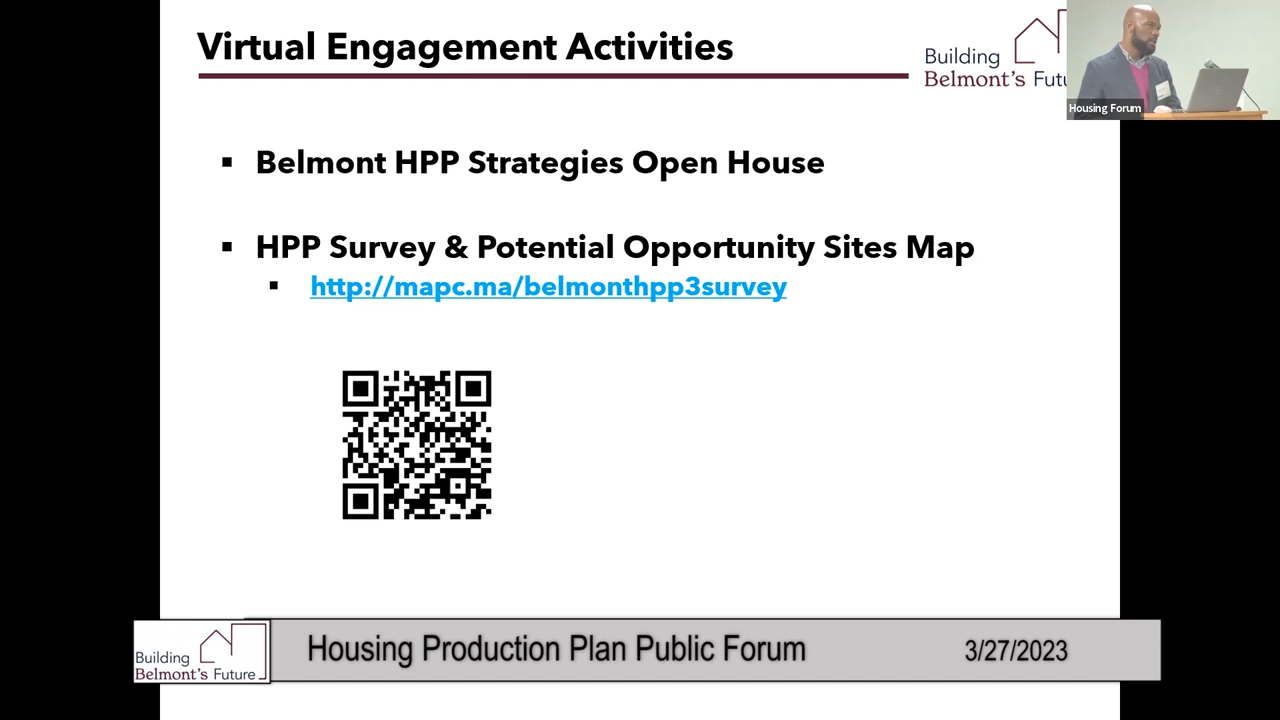 Virtual Engagement Activities
Building
Belmont's Futu
Housing Forum
▪ Belmont HPP Strategies Open House
▪ HPP Survey & Potential Opportunity Sites Map
▪ http://mapc.ma/belmonthpp3survey
Building
Belmont's Future
Housing Production Plan Public Forum
3/27/2023